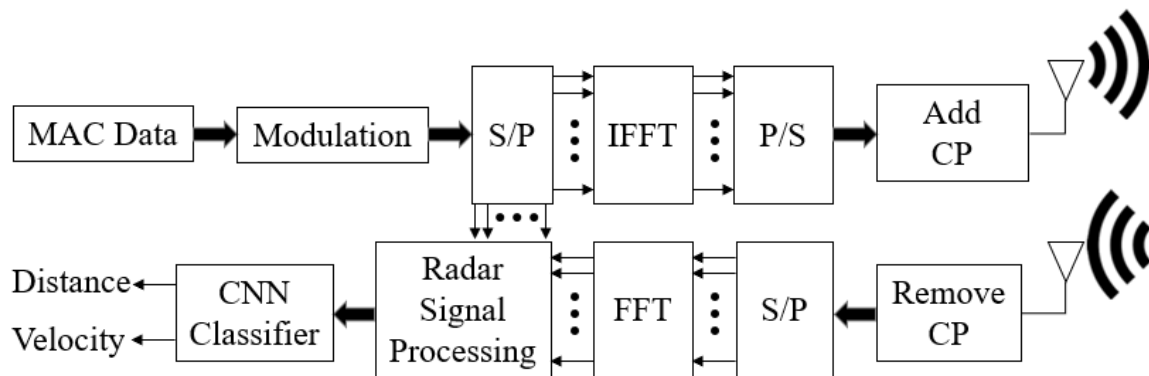 MAC Data
Modulation
S/P
IFFT
P/S
Add
CP
Distance
Velocity
CNN
Classifier
Radar
Signal
Processing
FFT
S/P
Remove
CP